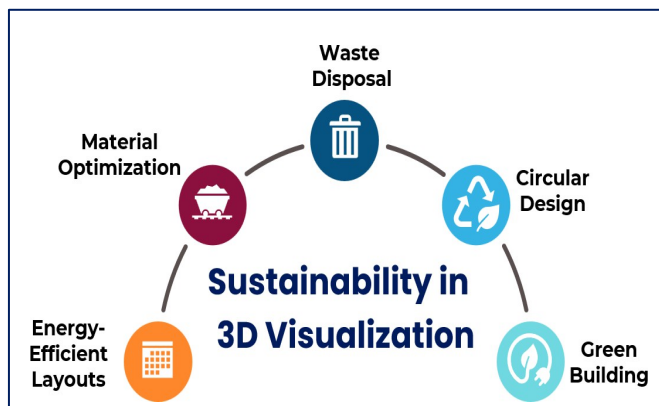 Waste
Disposal
Material
Optimization
Circular
Design
Sustainability in
3D Visualization
Energy-
Efficient
Layouts
Green
Building